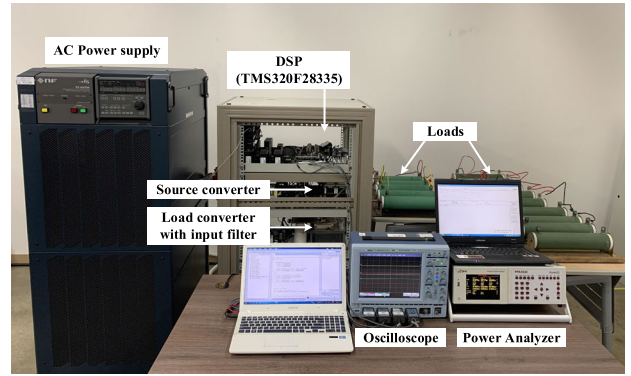 AC Power supply
DSP
(TMS320F28335)
Loads
Source converter
Load converter
with input filter
Oscilloscope
Power Analyzer